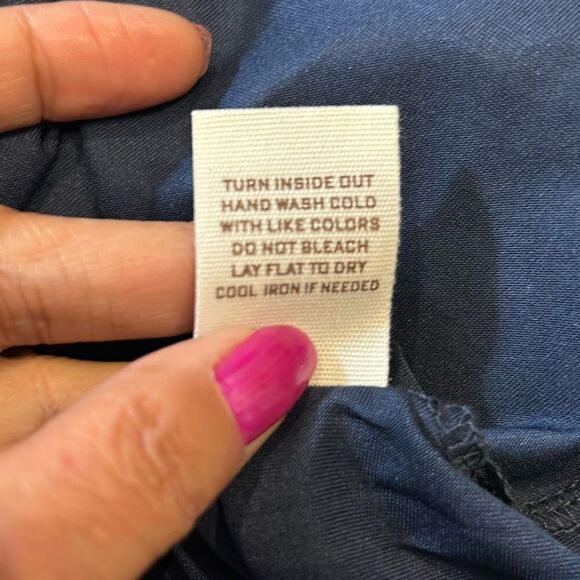 TURN INSIDE OUT
HAND WASH COLD
WITH LIKE COLORS
DO NOT BLEACH
LAY FLAT TO DRY
COOL IRON IF NEEDED